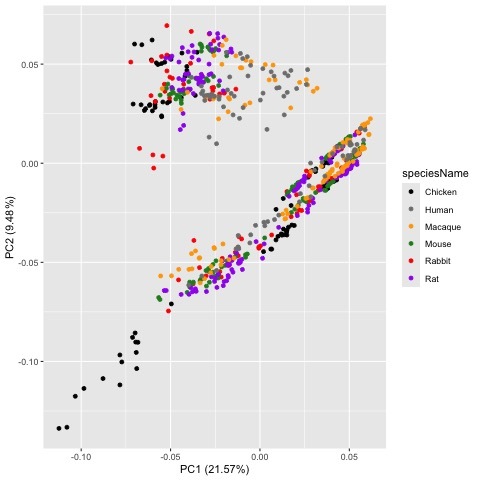 0.05
0.00
-0.05
-0.10
PC2 (9.48%)
-0.10
-0.05
0.00
0.05
PC1 (21.57%)
speciesName
Chicken
Human
Macaque
Mouse
Rabbit
Rat